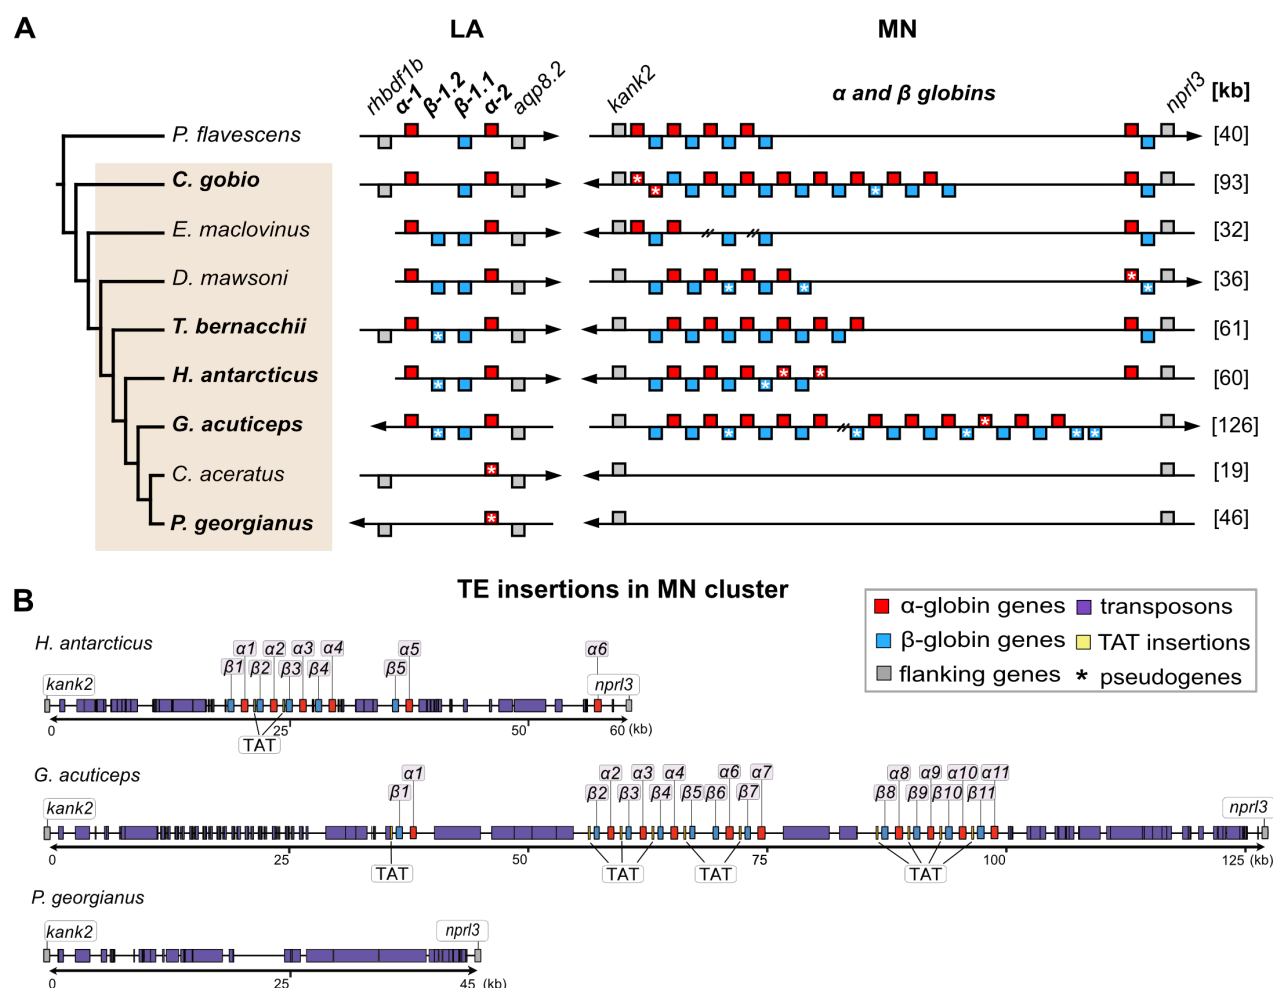 A
LA
MN
rhbdf1b
α-1
β-1.2
β-1.1
α-2
aqp8.2
kank2
α and β globins
nprl3
[kb]
P. flavescens
[40]
C. gobio
* * *
[93]
E. maclovinus
[32]
D. mawsoni
* * * *
[36]
T. bernacchii
*
[61]
H. antarcticus
* * * *
[60]
G. acuticeps
* * * * * * *
[126]
C. aceratus
*
[19]
P. georgianus
*
[46]
B
TE insertions in MN cluster
α-globin genes
transposons
β-globin genes
TAT insertions
flanking genes
* pseudogenes
H. antarcticus
α1 α2 α3 α4 α5 α6
β1 β2 β3 β4 β5
kank2 nprl3
0 25 50 60 (kb)
TAT
G. acuticeps
α1 α2 α3 α4 α6 α7 α8 α9 α10 α11
β1 β2 β3 β4 β5 β6 β7 β8 β9 β10 β11
kank2 nprl3
0 25 50 75 100 125 (kb)
TAT TAT TAT TAT
P. georgianus
kank2 nprl3
0 25 45 (kb)